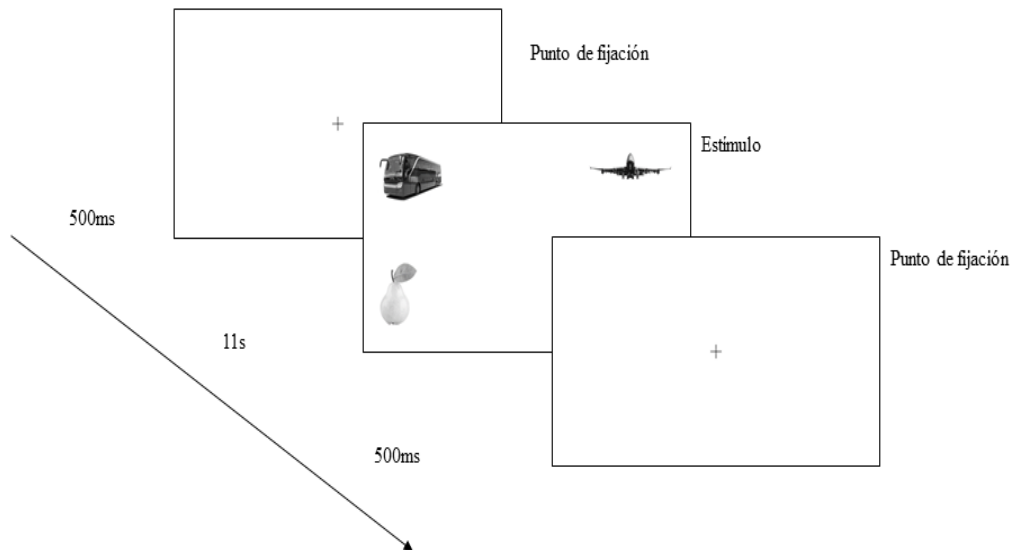 Punto de fijación
Estímulo
500ms
Punto de fijación
11s
500ms